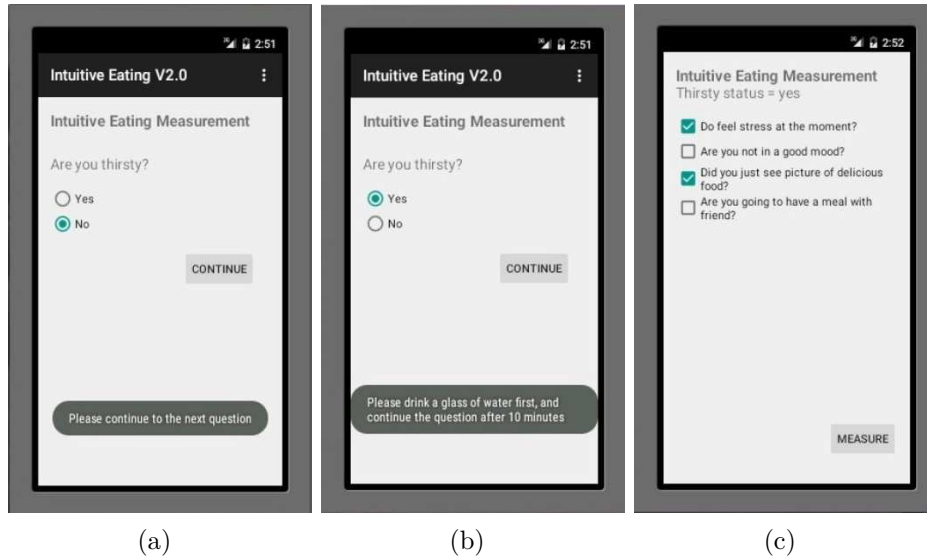 2:51
Intuitive Eating V2.0
Intuitive Eating Measurement
Are you thirsty?
Yes
No
CONTINUE
Please continue to the next question
(a)
2:51
Intuitive Eating V2.0
Intuitive Eating Measurement
Are you thirsty?
Yes
No
CONTINUE
Please drink a glass of water first, and
continue the question after 10 minutes
(b)
2:52
Intuitive Eating Measurement
Thirsty status = yes
Do feel stress at the moment?
Are you not in a good mood?
Did you just see picture of delicious
food?
Are you going to have a meal with
friend?
MEASURE
(c)